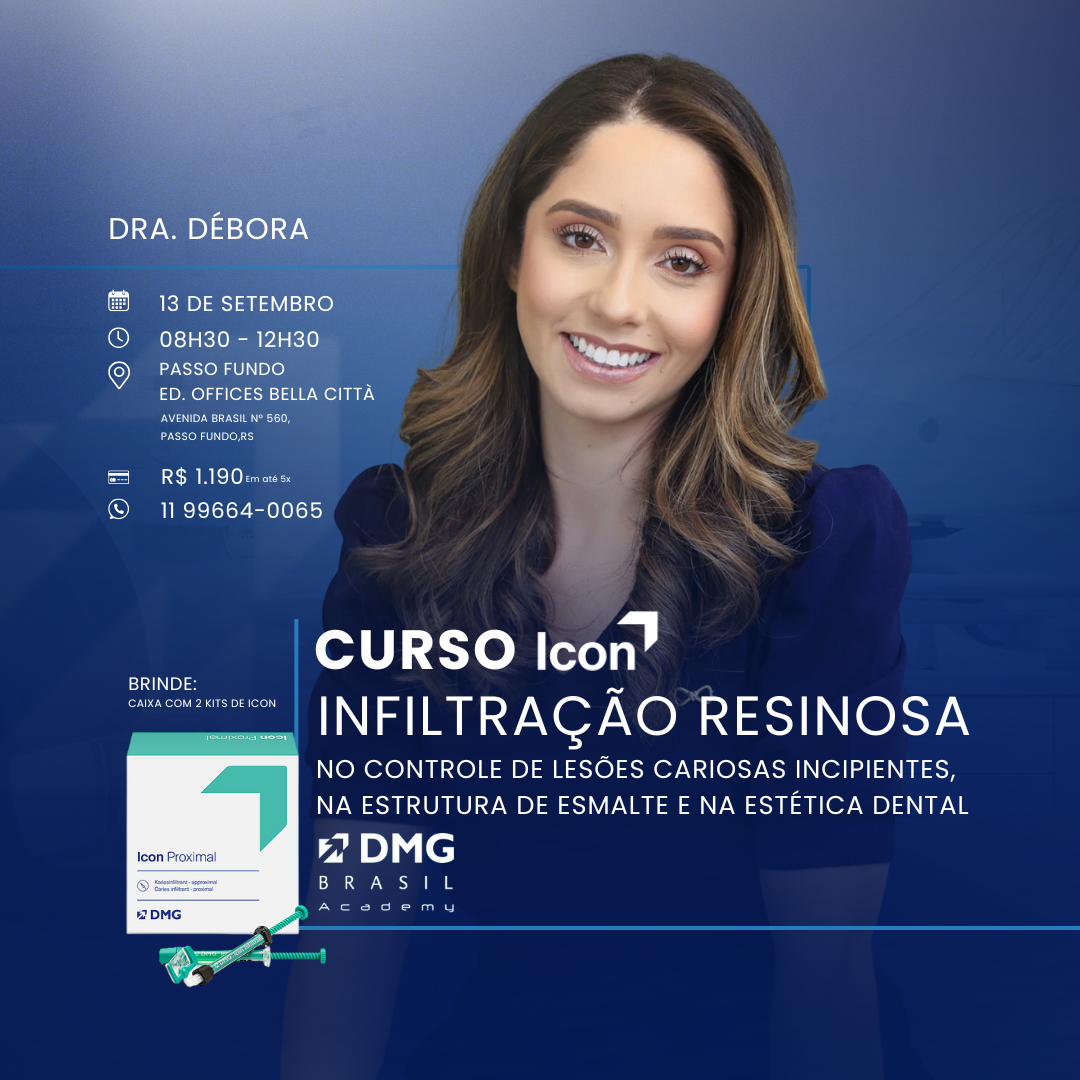 DRA. DÉBORA
13 DE SETEMBRO
08H30 - 12H30
PASSO FUNDO
ED. OFFICES BELLA CITTÀ
AVENIDA BRASIL Nº 560,
PASSO FUNDO,RS
R$ 1.190 Em até 5x
11 99664-0065
CURSO Icon
INFILTRAÇÃO RESINOSA
NO CONTROLE DE LESÕES CARIOSAS INCIPIENTES,
NA ESTRUTURA DE ESMALTE E NA ESTÉTICA DENTAL
DMG
BRASIL
Academy
BRINDE:
CAIXA COM 2 KITS DE ICON
Icon Proximal
Icon Proximal
Kariesinfiltrant - approximal
Caries infiltrant - proximal
DMG
DMG